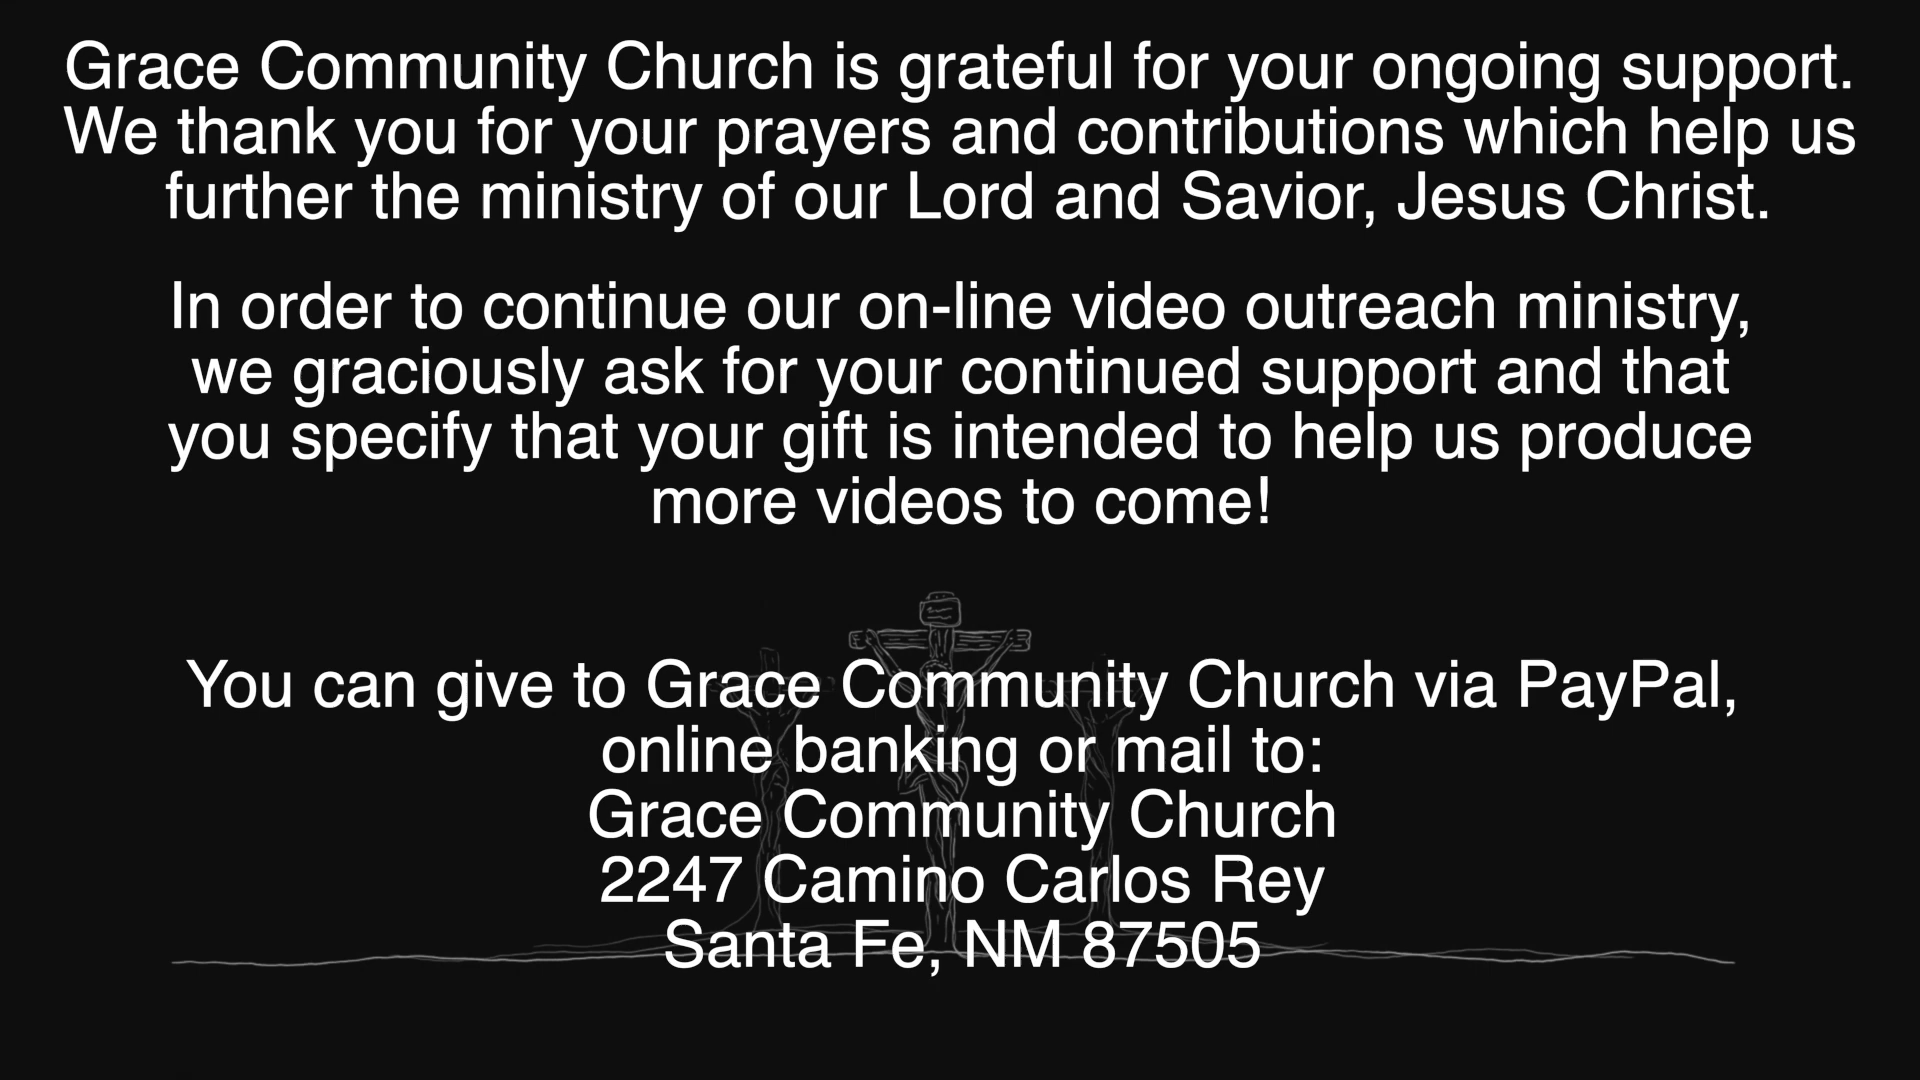 Grace Community Church is grateful for your ongoing support.
We thank you for your prayers and contributions which help us
further the ministry of our Lord and Savior, Jesus Christ.
In order to continue our on-line video outreach ministry,
we graciously ask for your continued support and that
you specify that your gift is intended to help us produce
more videos to come!
You can give to Grace Community Church via PayPal,
online banking or mail to:
Grace Community Church
2247 Camino Carlos Rey
Santa Fe, NM 87505